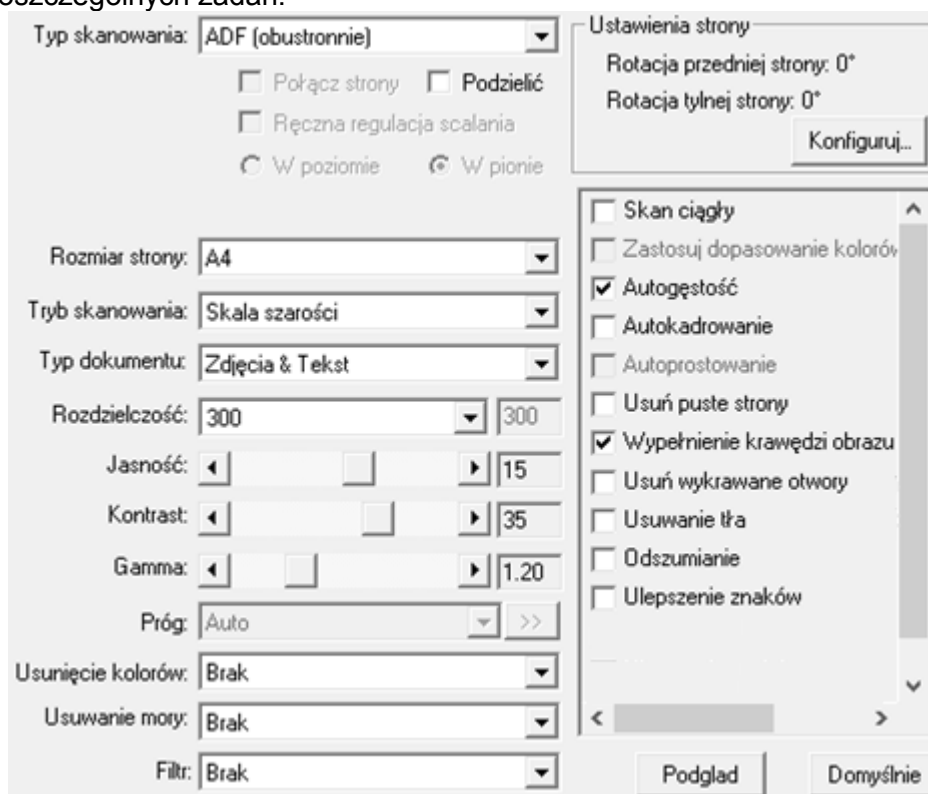 oszczególnych zadań.
Typ skanowania: ADF (obustronnie)
Połącz strony Podzielić
Ręczna regulacja scalania
W poziomie W pionie
Rozmiar strony: A4
Tryb skanowania: Skala szarości
Typ dokumentu: Zdjęcia & Tekst
Rozdzielczość: 300 300
Jasność: 15
Kontrast: 35
Gamma: 1.20
Próg: Auto >>
Usunięcie kolorów: Brak
Usuwanie mory: Brak
Filtr: Brak
Ustawienia strony
Rotacja przedniej strony: 0°
Rotacja tylnej strony: 0°
Konfiguruj...
Skan ciągły
Zastosuj dopasowanie kolorów
Autogęstość
Autokadrowanie
Autoprostowanie
Usuń puste strony
Wypełnienie krawędzi obrazu
Usuń wykrawane otwory
Usuwanie tła
Odszumianie
Ulepszenie znaków
Podglad Domyślnie